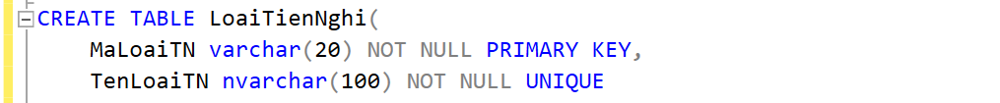 CREATE TABLE LoaiTienNghi(
    MaLoaiTN varchar(20) NOT NULL PRIMARY KEY,
    TenLoaiTN nvarchar(100) NOT NULL UNIQUE